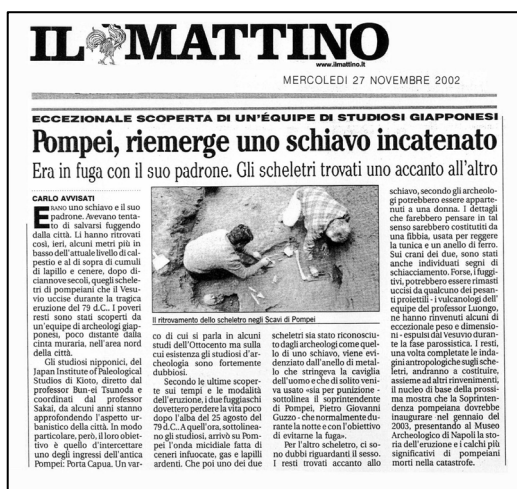 IL MATTINO
www.ilmattino.it
MERCOLEDÌ 27 NOVEMBRE 2002
ECCEZIONALE SCOPERTA DI UN'ÉQUIPE DI STUDIOSI GIAPPONESI
Pompei, riemerge uno schiavo incatenato
Era in fuga con il suo padrone. Gli scheletri trovati uno accanto all'altro
CARLO AVVISATI
ERANO uno schiavo e il suo
padrone. Avevano tenta-
to di salvarsi fuggendo
dalla città. Li hanno ritrovati
così, ieri, alcuni metri più in
basso dell'attuale livello di cal-
pestio e al di sopra di cumuli
di lapillo e cenere, dopo di-
ciannove secoli, quegli schele-
tri di pompeiani che il Vesu-
vio uccise durante la tragica
eruzione del 79 d.C.. I poveri
resti sono stati scoperti da
un'equipe di archeologi giap-
ponesi, poco distante dalla
cinta muraria, nell'area nord
della città.
Gli studiosi nipponici, del
Japan Institute of Paleological
Studies di Kioto, diretto dal
professor Bun-ei Tsunoda e
coordinati dal professor
Sakai, da alcuni anni stanno
approfondendo l'aspetto ur-
banistico della città. In modo
particolare, però, il loro obiet-
tivo è quello d'intercettare
uno degli ingressi dell'antica
Pompei: Porta Capua. Un var-
Il ritrovamento dello scheletro negli Scavi di Pompei
co di cui si parla in alcuni
studi dell'Ottocento ma sulla
cui esistenza gli studiosi d'ar-
cheologia sono fortemente
dubbiosi.
Secondo le ultime scoper-
te sui tempi e le modalità
dell'eruzione, i due fuggiaschi
dovettero perdere la vita poco
dopo l'alba del 25 agosto del
79 d.C.. A quell'ora, sottolinea-
no gli studiosi, arrivò su Pom-
pei l'onda micidiale fatta di
ceneri infuocate, gas e lapilli
ardenti. Che poi uno dei due
scheletri sia stato riconosciu-
to dagli archeologi come quel-
lo di uno schiavo, viene evi-
denziato dall'anello di metal-
lo che stringeva la caviglia
dell'uomo e che di solito veni-
va usato «sia per punizione -
sottolinea il soprintendente
di Pompei, Pietro Giovanni
Guzzo - che normalmente du-
rante la notte e con l'obiettivo
di evitarne la fuga».
Per l'altro scheletro, ci so-
no dubbi riguardanti il sesso.
I resti trovati accanto allo
schiavo, secondo gli archeolo-
gi potrebbero essere apparte-
nuti a una donna. I dettagli
che farebbero pensare in tal
senso sarebbero costituiti da
una fibbia, usata per reggere
la tunica e un anello di ferro.
Sui crani dei due, sono stati
anche individuati segni di
schiacciamento. Forse, i fuggi-
tivi, potrebbero essere rimasti
uccisi da qualcuno dei pesan-
ti proiettili - i vulcanologi dell'
equipe del professor Luongo,
ne hanno rinvenuti alcuni di
eccezionale peso e dimensio-
ni - espulsi dal Vesuvio duran-
te la fase parossistica. I resti,
una volta completate le inda-
gini antropologiche sugli sche-
letri, andranno a costituire,
assieme ad altri rinvenimenti,
il nucleo di base della prossi-
ma mostra che la Soprinten-
denza pompeiana dovrebbe
inaugurare nel gennaio del
2003, presentando al Museo
Archeologico di Napoli la sto-
ria dell'eruzione e i calchi più
significativi di pompeiani
morti nella catastrofe.